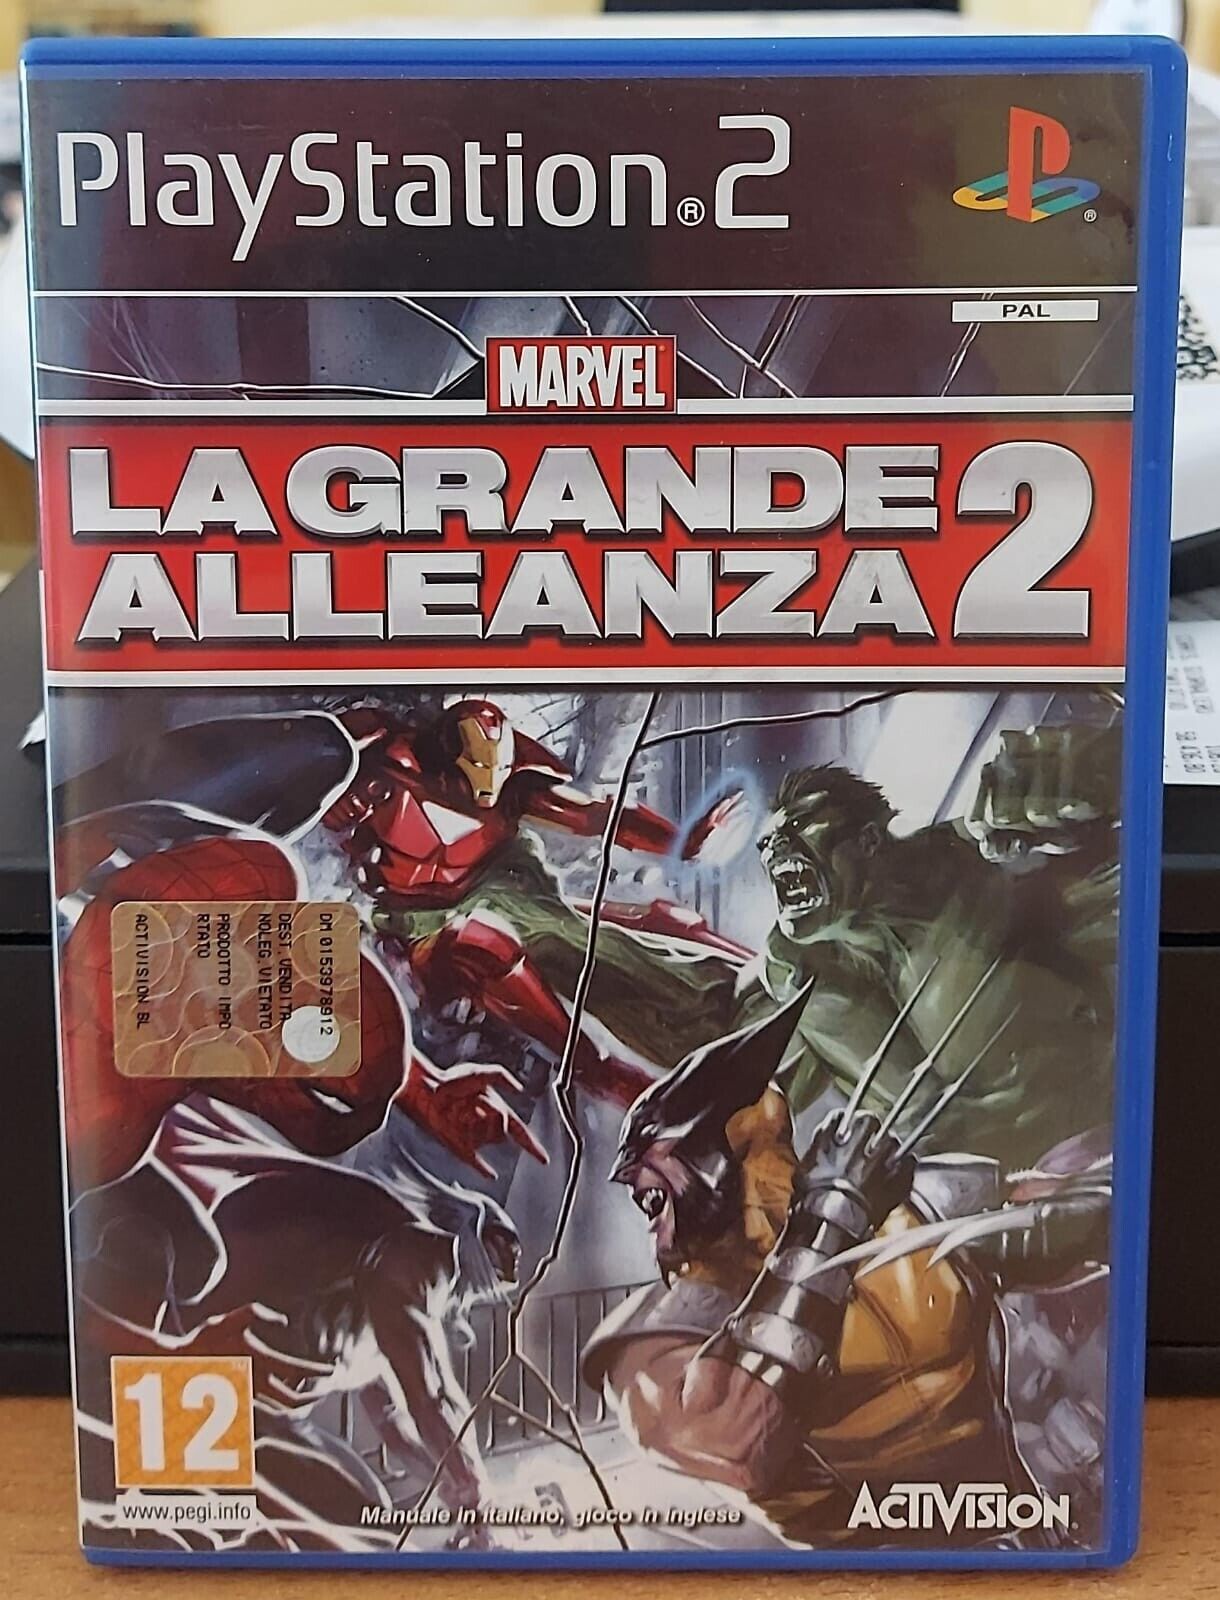 PlayStation®2
PAL
MARVEL
LA GRANDE
ALLEANZA 2
DM 0153978912
DEST. VENDITA
NOLEG. VIETATO
PRODOTTO IMPO
RTATO
ACTIVISION BL
12
www.pegi.info
Manuale in italiano, gioco in inglese
ACTIVISION